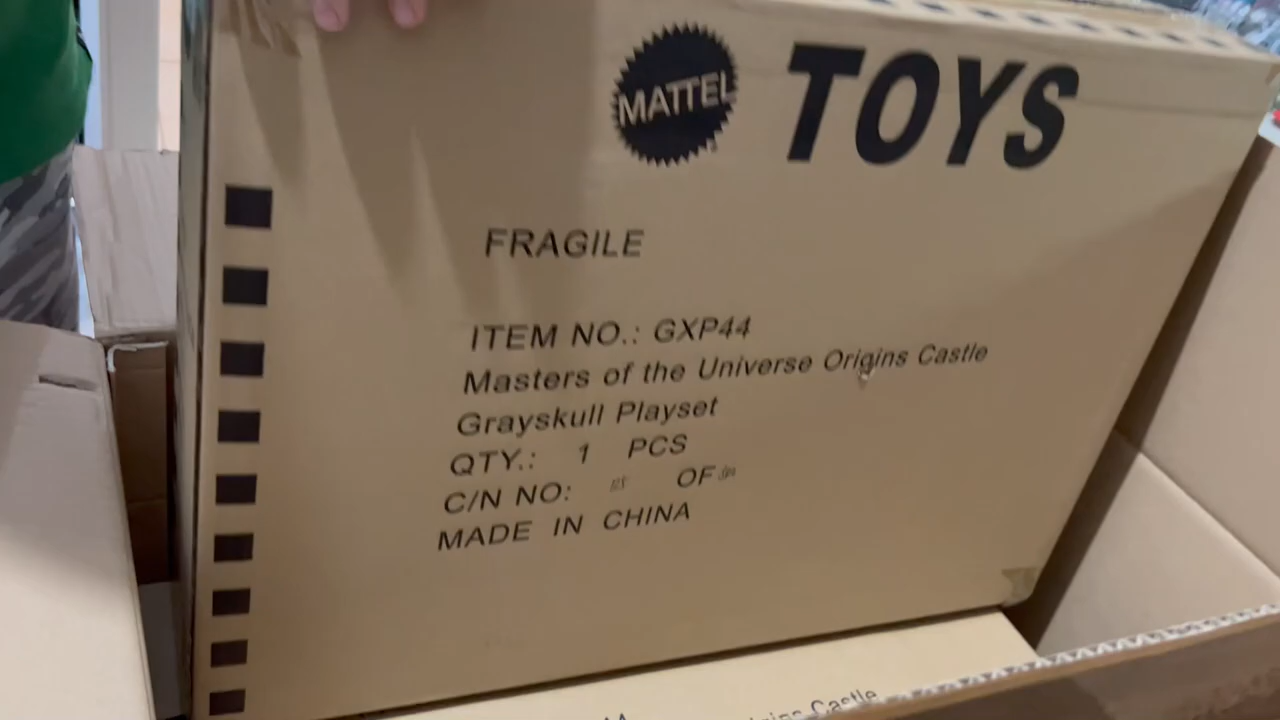 MATTEL TOYS
FRAGILE
ITEM NO.: GXP44
Masters of the Universe Origins Castle
Grayskull Playset
QTY.: 1 PCS
C/N NO: OF
MADE IN CHINA
Castle